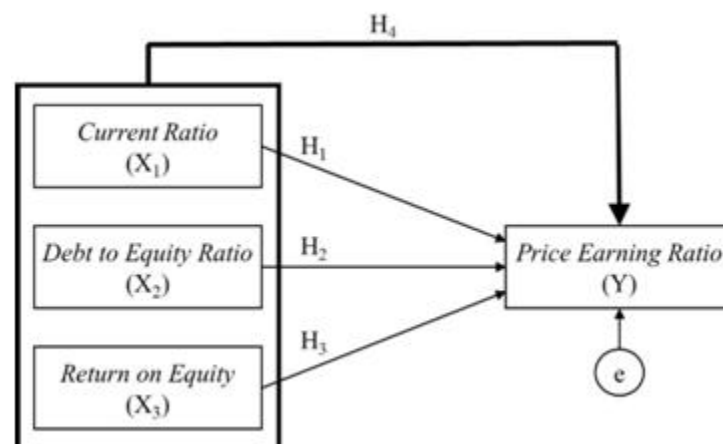 H₄
Current Ratio
(X₁)
H₁
Debt to Equity Ratio
(X₂)
H₂
Price Earning Ratio
(Y)
H₃
Return on Equity
(X₃)
e